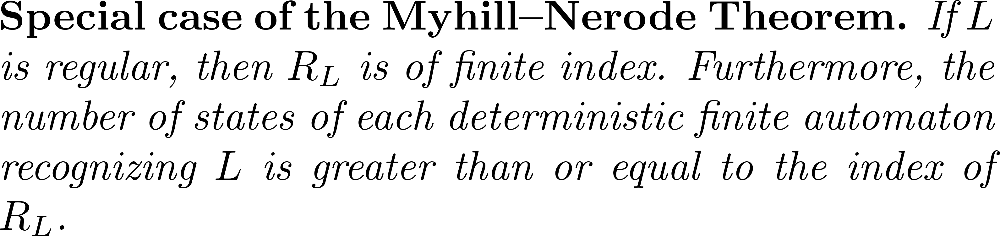 Special case of the Myhill–Nerode Theorem. If L
is regular, then R_L is of finite index. Furthermore, the
number of states of each deterministic finite automaton
recognizing L is greater than or equal to the index of
R_L.